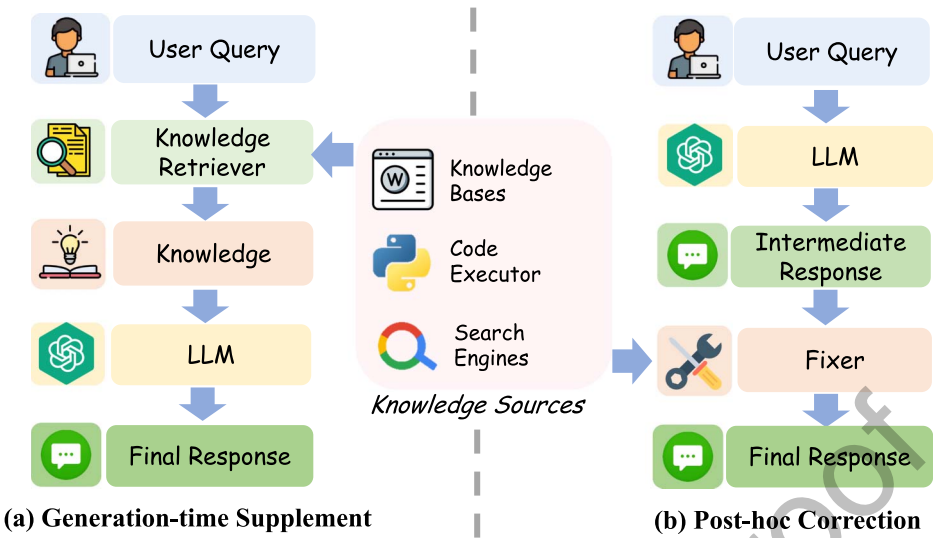 User Query
Knowledge
Retriever
Knowledge
LLM
Final Response
(a) Generation-time Supplement
W
Knowledge
Bases
Code
Executor
Search
Engines
Knowledge Sources
User Query
LLM
Intermediate
Response
Fixer
Final Response
(b) Post-hoc Correction